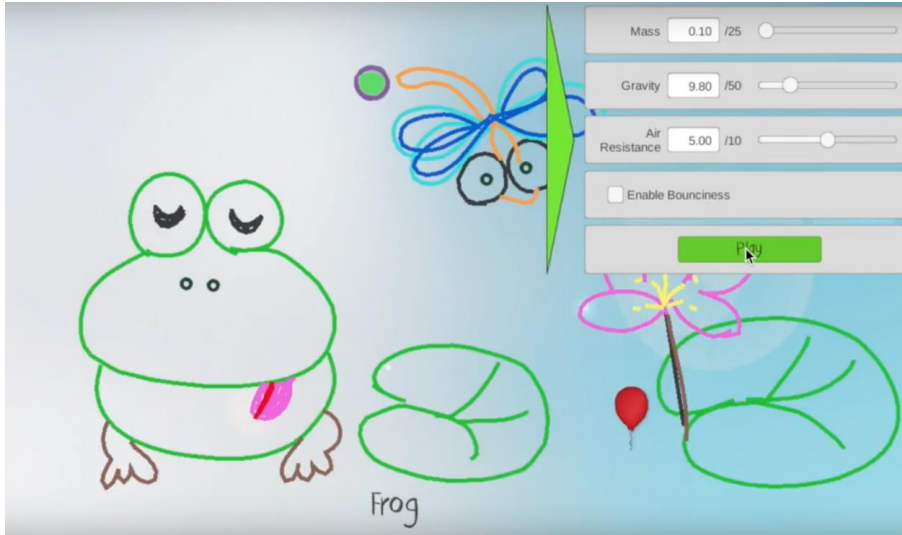 Mass 0.10 /25
Gravity 9.80 /50
Air
Resistance 5.00 /10
Enable Bounciness
Play
Frog